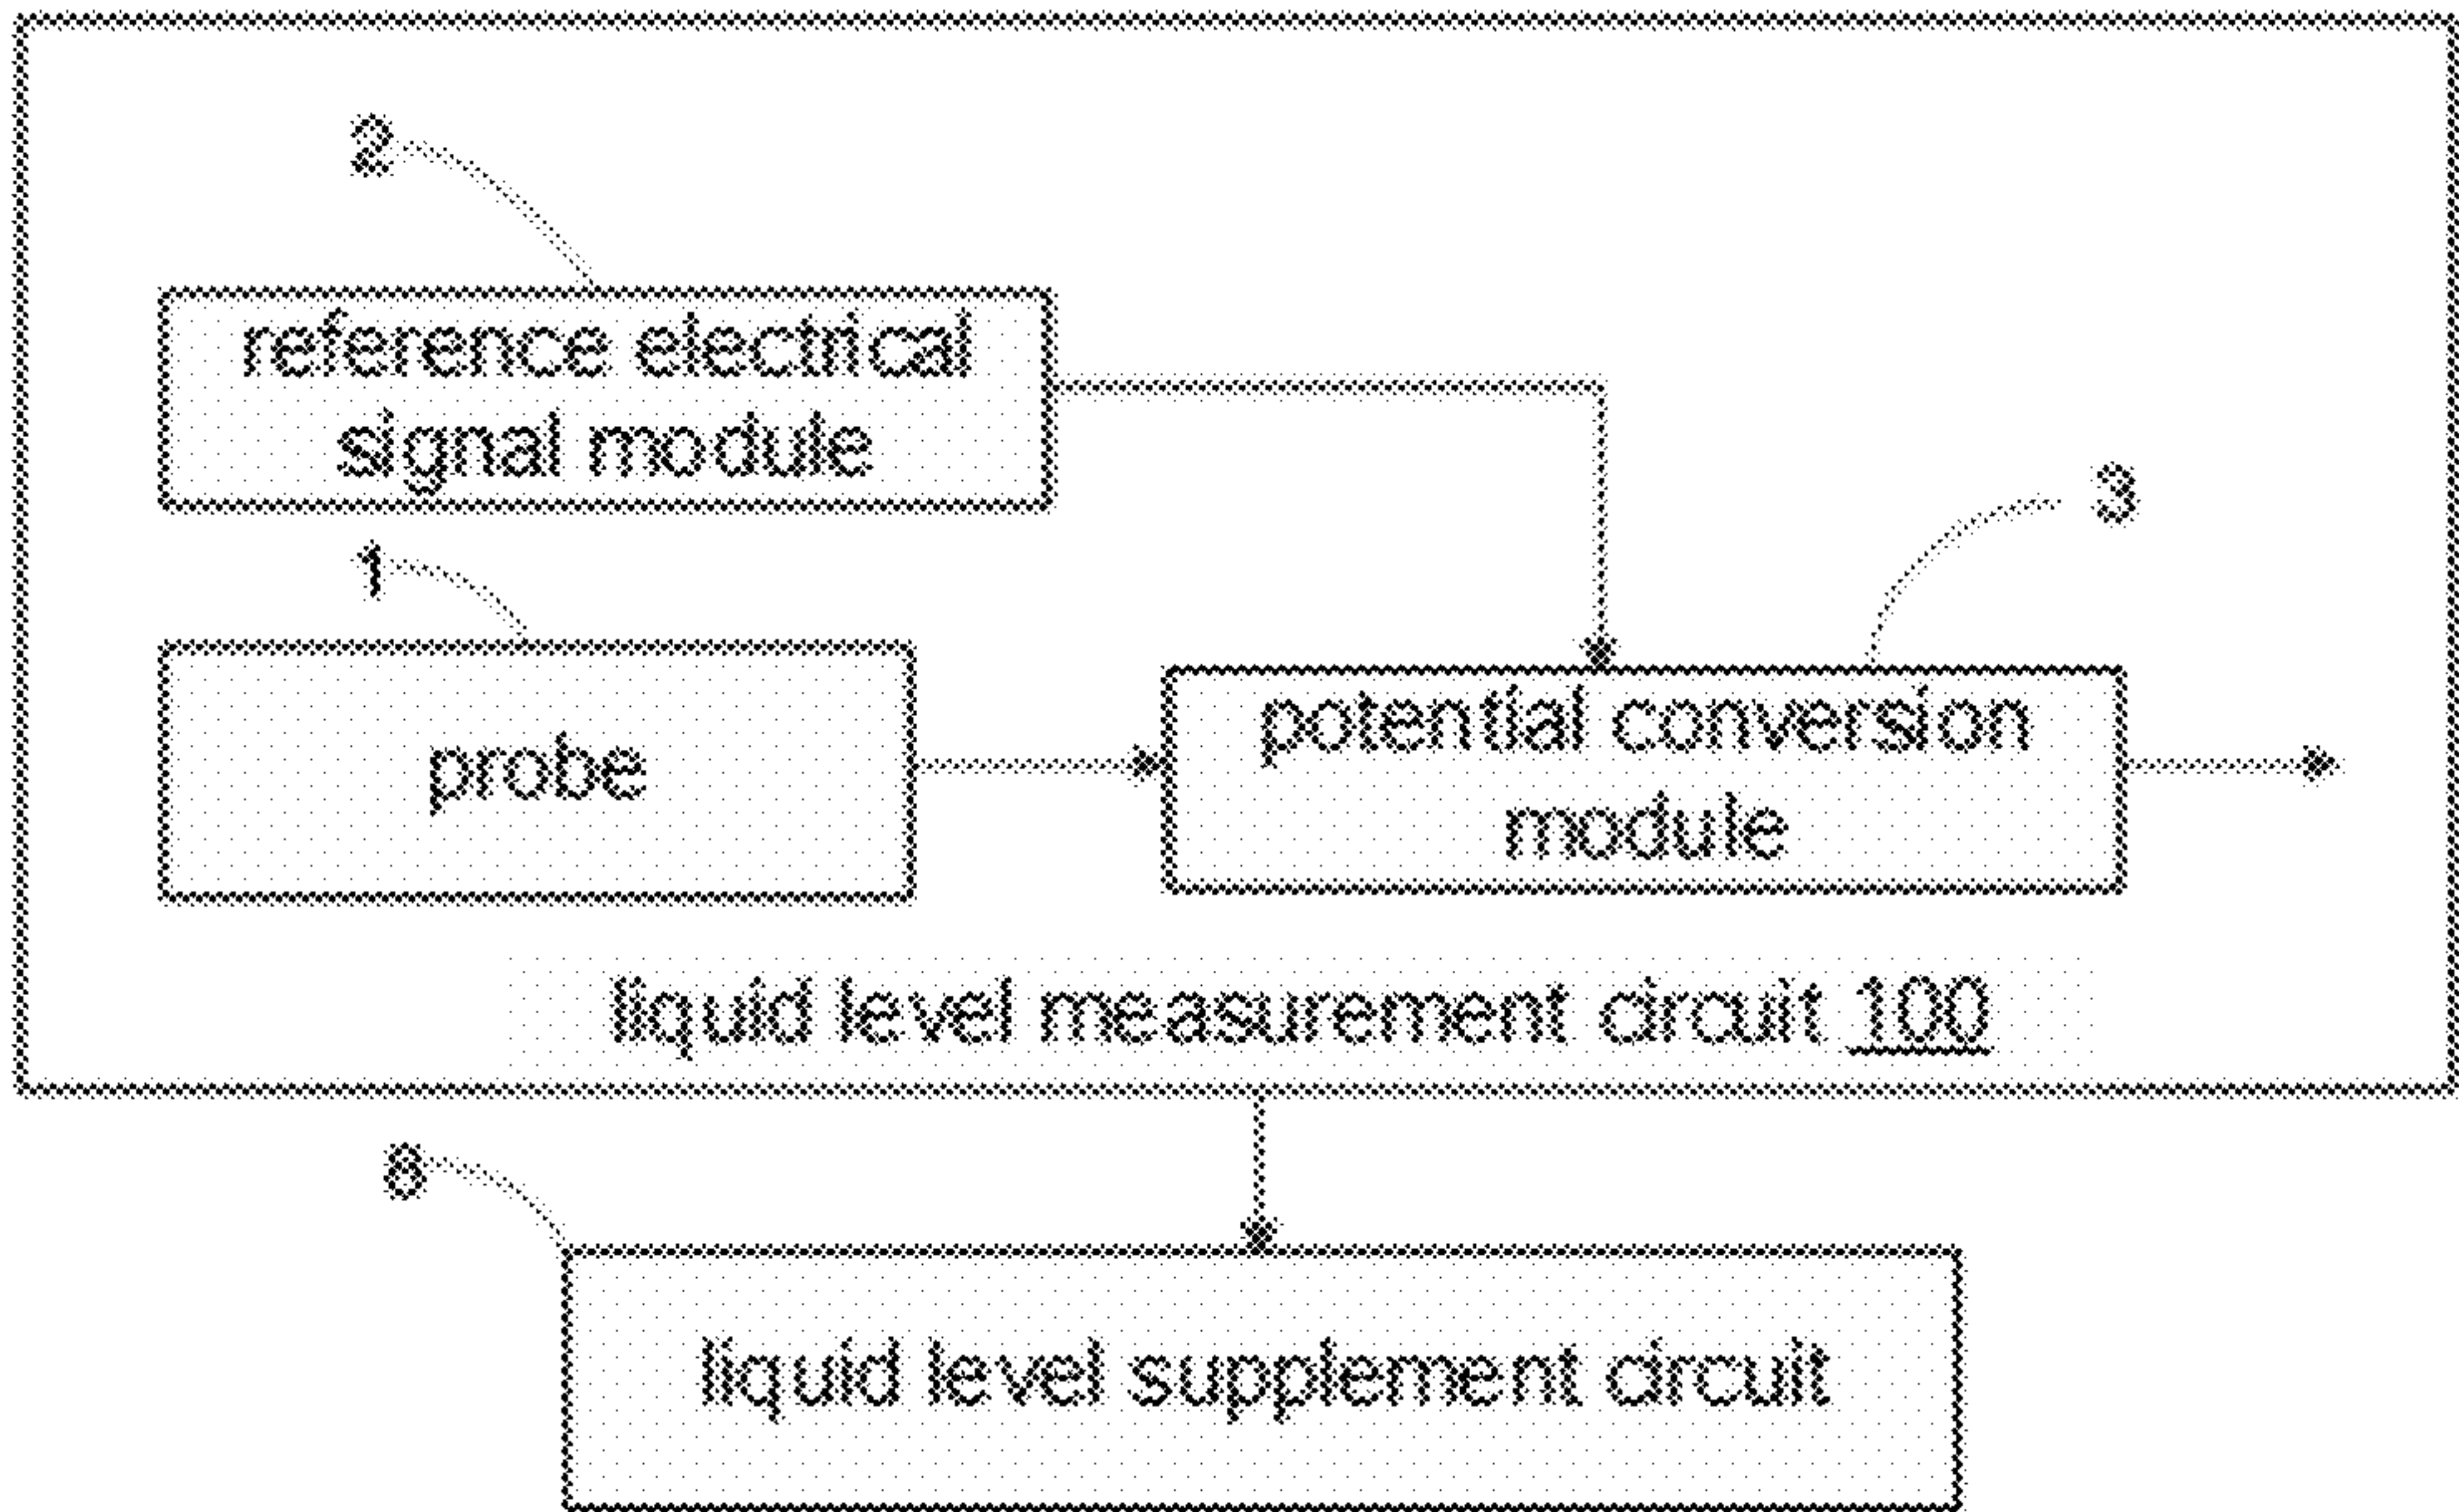 2
reference electrical
signal module
1
3
probe
potential conversion
module
liquid level measurement circuit 100
8
liquid level supplement circuit